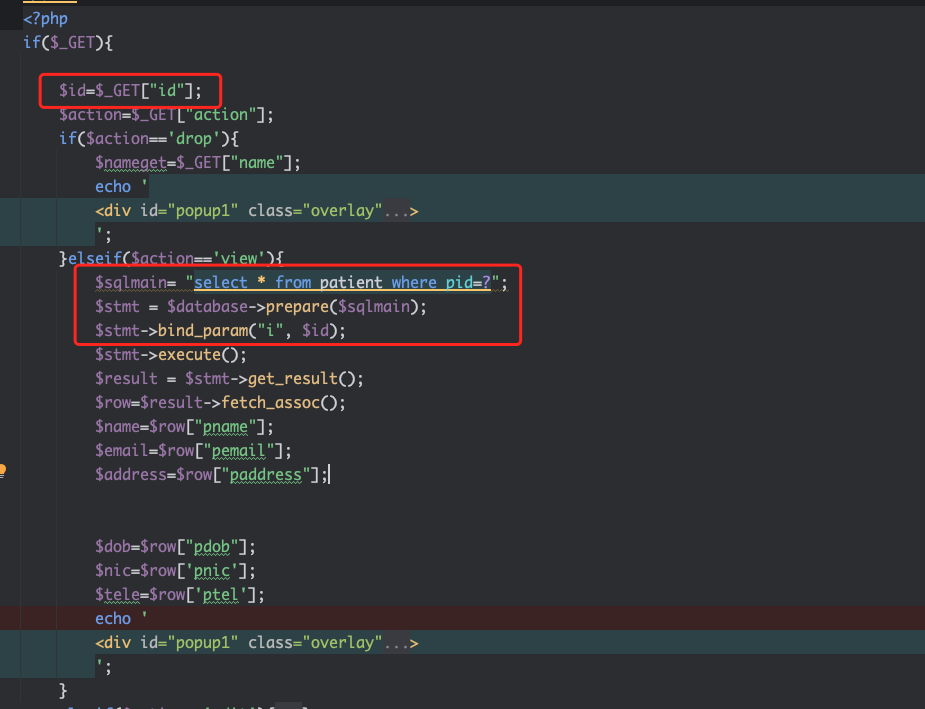 <?php
if($_GET){
$id=$_GET["id"];
$action=$_GET["action"];
if($action=='drop'){
$nameget=$_GET["name"];
echo '
<div id="popup1" class="overlay"...>
';
}elseif($action=='view'){
$sqlmain= "select * from patient where pid=?";
$stmt = $database->prepare($sqlmain);
$stmt->bind_param("i", $id);
$stmt->execute();
$result = $stmt->get_result();
$row=$result->fetch_assoc();
$name=$row["pname"];
$email=$row["pemail"];
$address=$row["paddress"];
$dob=$row["pdob"];
$nic=$row['pnic'];
$tele=$row['ptel'];
echo '
<div id="popup1" class="overlay"...>
';
}